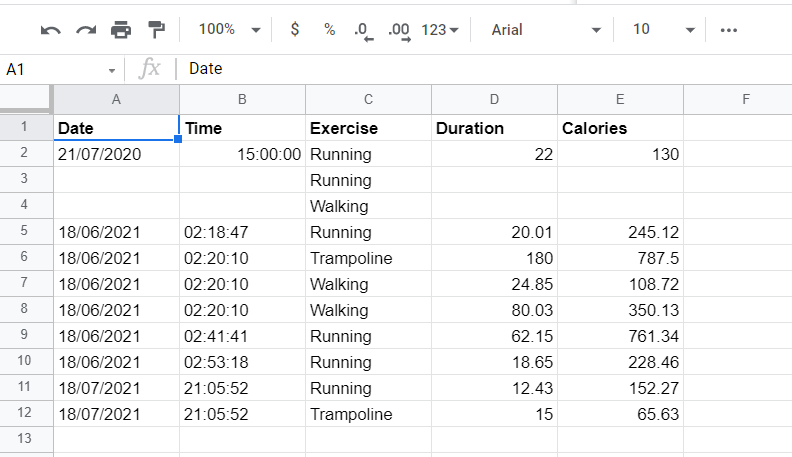 100% $ % .0 .00 123 Arial 10
A1 fx Date
A B C D E F
1 Date Time Exercise Duration Calories
2 21/07/2020 15:00:00 Running 22 130
3 Running
4 Walking
5 18/06/2021 02:18:47 Running 20.01 245.12
6 18/06/2021 02:20:10 Trampoline 180 787.5
7 18/06/2021 02:20:10 Walking 24.85 108.72
8 18/06/2021 02:20:10 Walking 80.03 350.13
9 18/06/2021 02:41:41 Running 62.15 761.34
10 18/06/2021 02:53:18 Running 18.65 228.46
11 18/07/2021 21:05:52 Running 12.43 152.27
12 18/07/2021 21:05:52 Trampoline 15 65.63
13